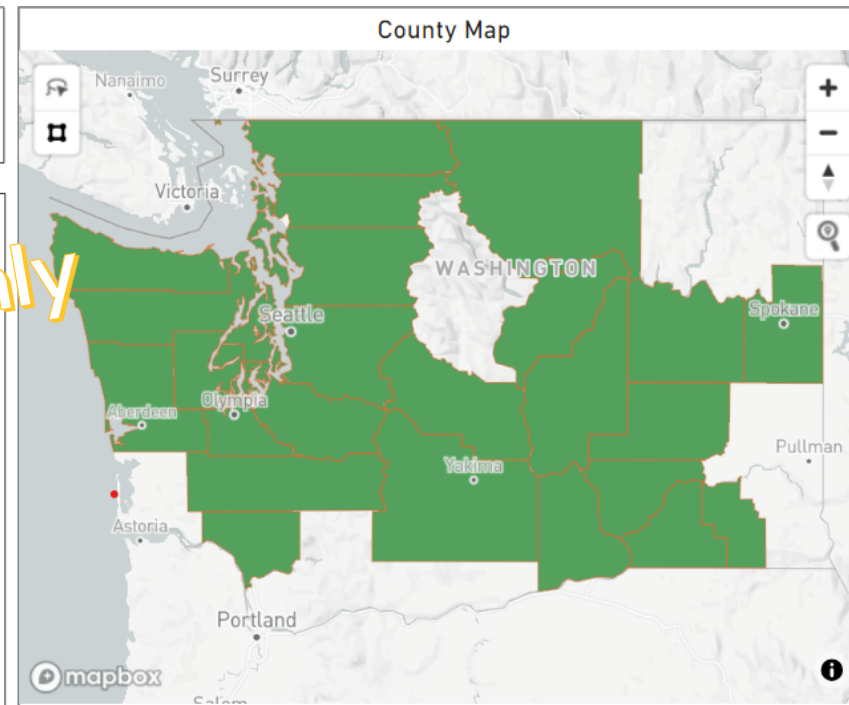 County Map
Nanaimo
Surrey
Victoria
WASHINGTON
Seattle
Spokane
Aberdeen
Olympia
Yakima
Pullman
Astoria
Portland
mapbox